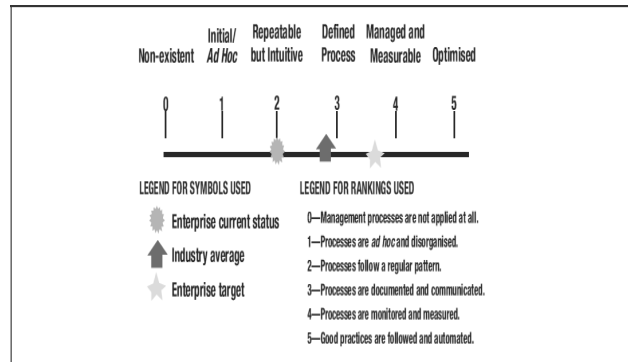 Non-existent Initial/ Ad Hoc Repeatable but Intuitive Defined Process Managed and Measurable Optimised
0 1 2 3 4 5
LEGEND FOR SYMBOLS USED
Enterprise current status
Industry average
Enterprise target
LEGEND FOR RANKINGS USED
0—Management processes are not applied at all.
1—Processes are ad hoc and disorganised.
2—Processes follow a regular pattern.
3—Processes are documented and communicated.
4—Processes are monitored and measured.
5—Good practices are followed and automated.